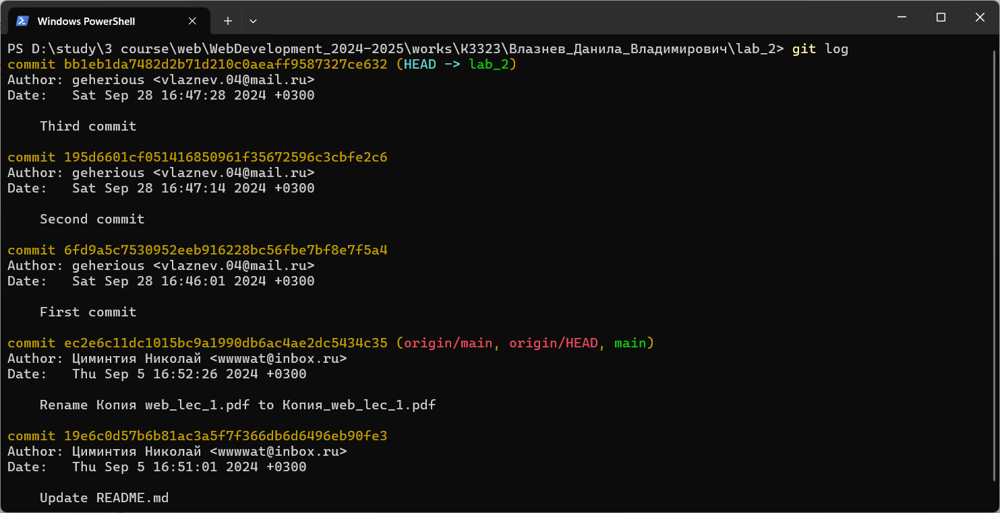 Windows PowerShell
PS D:\study\3 course\web\WebDevelopment_2024-2025\works\K3323\Влазнев_Данила_Владимирович\lab_2> git log
commit bb1eb1da7482d2b71d210c0aeaff9587327ce632 (HEAD -> lab_2)
Author: geherious <vlaznev.04@mail.ru>
Date:   Sat Sep 28 16:47:28 2024 +0300
Third commit
commit 195d6601cf051416850961f35672596c3cbfe2c6
Author: geherious <vlaznev.04@mail.ru>
Date:   Sat Sep 28 16:47:14 2024 +0300
Second commit
commit 6fd9a5c7530952eeb916228bc56fbe7bf8e7f5a4
Author: geherious <vlaznev.04@mail.ru>
Date:   Sat Sep 28 16:46:01 2024 +0300
First commit
commit ec2e6c11dc1015bc9a1990db6ac4ae2dc5434c35 (origin/main, origin/HEAD, main)
Author: Циминтия Николай <wwwwat@inbox.ru>
Date:   Thu Sep 5 16:52:26 2024 +0300
Rename Копия web_lec_1.pdf to Копия_web_lec_1.pdf
commit 19e6c0d57b6b81ac3a5f7f366db6d6496eb90fe3
Author: Циминтия Николай <wwwwat@inbox.ru>
Date:   Thu Sep 5 16:51:01 2024 +0300
Update README.md